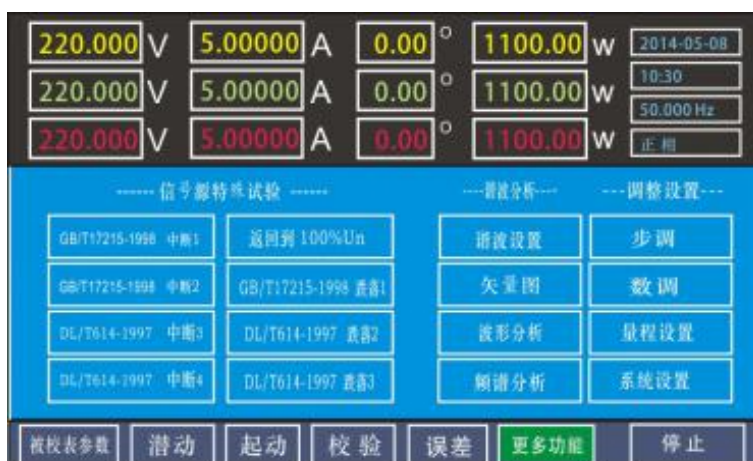 220.000 V 5.00000 A 0.00 ° 1100.00 W 2014-05-08
220.000 V 5.00000 A 0.00 ° 1100.00 W 10:30
50.000 Hz
220.000 V 5.00000 A 0.00 ° 1100.00 W 正相
------ 信号源特殊试验 ------ ----谐波分析---- ---调整设置---
GB/T17215-1998 中断1 返回到 100%Un 谐波设置 步调
GB/T17215-1998 中断2 GB/T17215-1998 跌落1 矢量图 数调
DL/T614-1997 中断3 DL/T614-1997 跌落2 波形分析 量程设置
DL/T614-1997 中断4 DL/T614-1997 跌落3 频谱分析 系统设置
被校表参数 潜动 起动 校验 误差 更多功能 停止